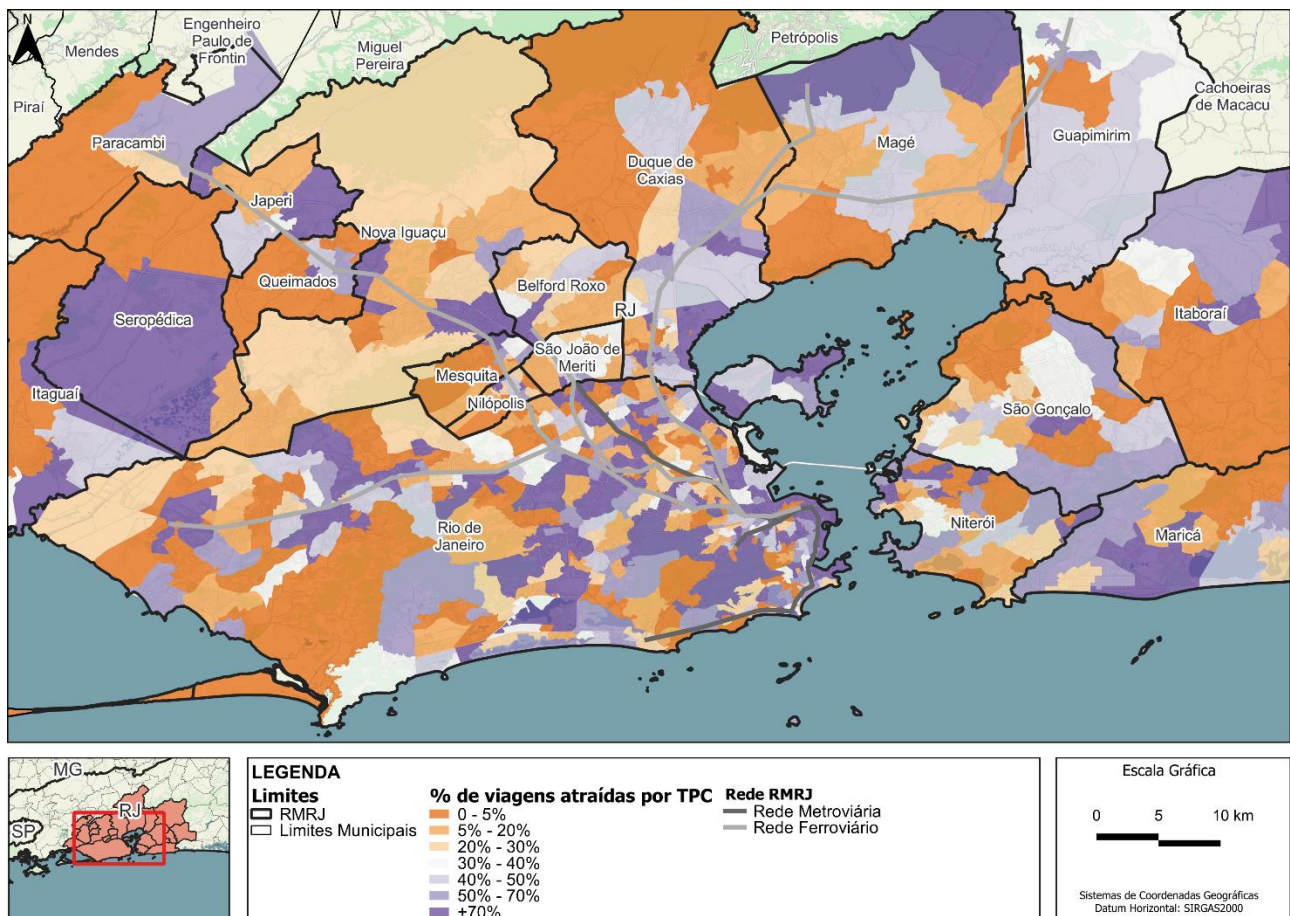 N
Mendes
Engenheiro
Paulo de
Frontin
Miguel
Pereira
Petrópolis
Piraí
Cachoeiras
de Macacu
Paracambi
Magé
Guapimirim
Duque de
Caxias
Japeri
Nova Iguaçu
Queimados
Belford Roxo
RJ
Seropédica
Itaboraí
São João de
Meriti
Mesquita
Itaguaí
Nilópolis
São Gonçalo
Rio de
Janeiro
Niterói
Maricá
MG
RJ
SP
LEGENDA
Limites
RMRJ
Limites Municipais
% de viagens atraídas por TPC
0 - 5%
5% - 20%
20% - 30%
30% - 40%
40% - 50%
50% - 70%
+70%
Rede RMRJ
Rede Metroviária
Rede Ferroviário
Escala Gráfica
0 5 10 km
Sistemas de Coordenadas Geográficas
Datum Horizontal: SIRGAS2000